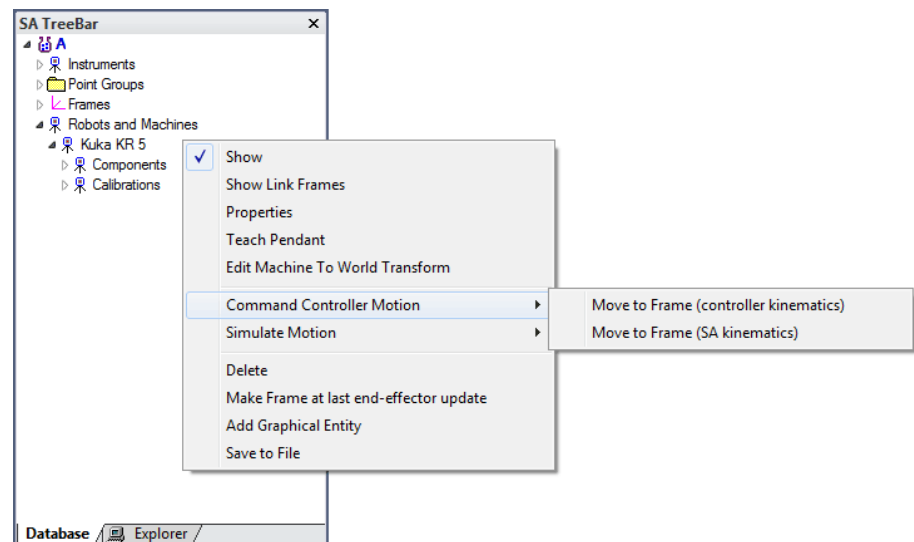 SA TreeBar
A
Instruments
Point Groups
Frames
Robots and Machines
Kuka KR 5
Components
Calibrations
Show
Show Link Frames
Properties
Teach Pendant
Edit Machine To World Transform
Command Controller Motion
Simulate Motion
Delete
Make Frame at last end-effector update
Add Graphical Entity
Save to File
Move to Frame (controller kinematics)
Move to Frame (SA kinematics)
Database
Explorer